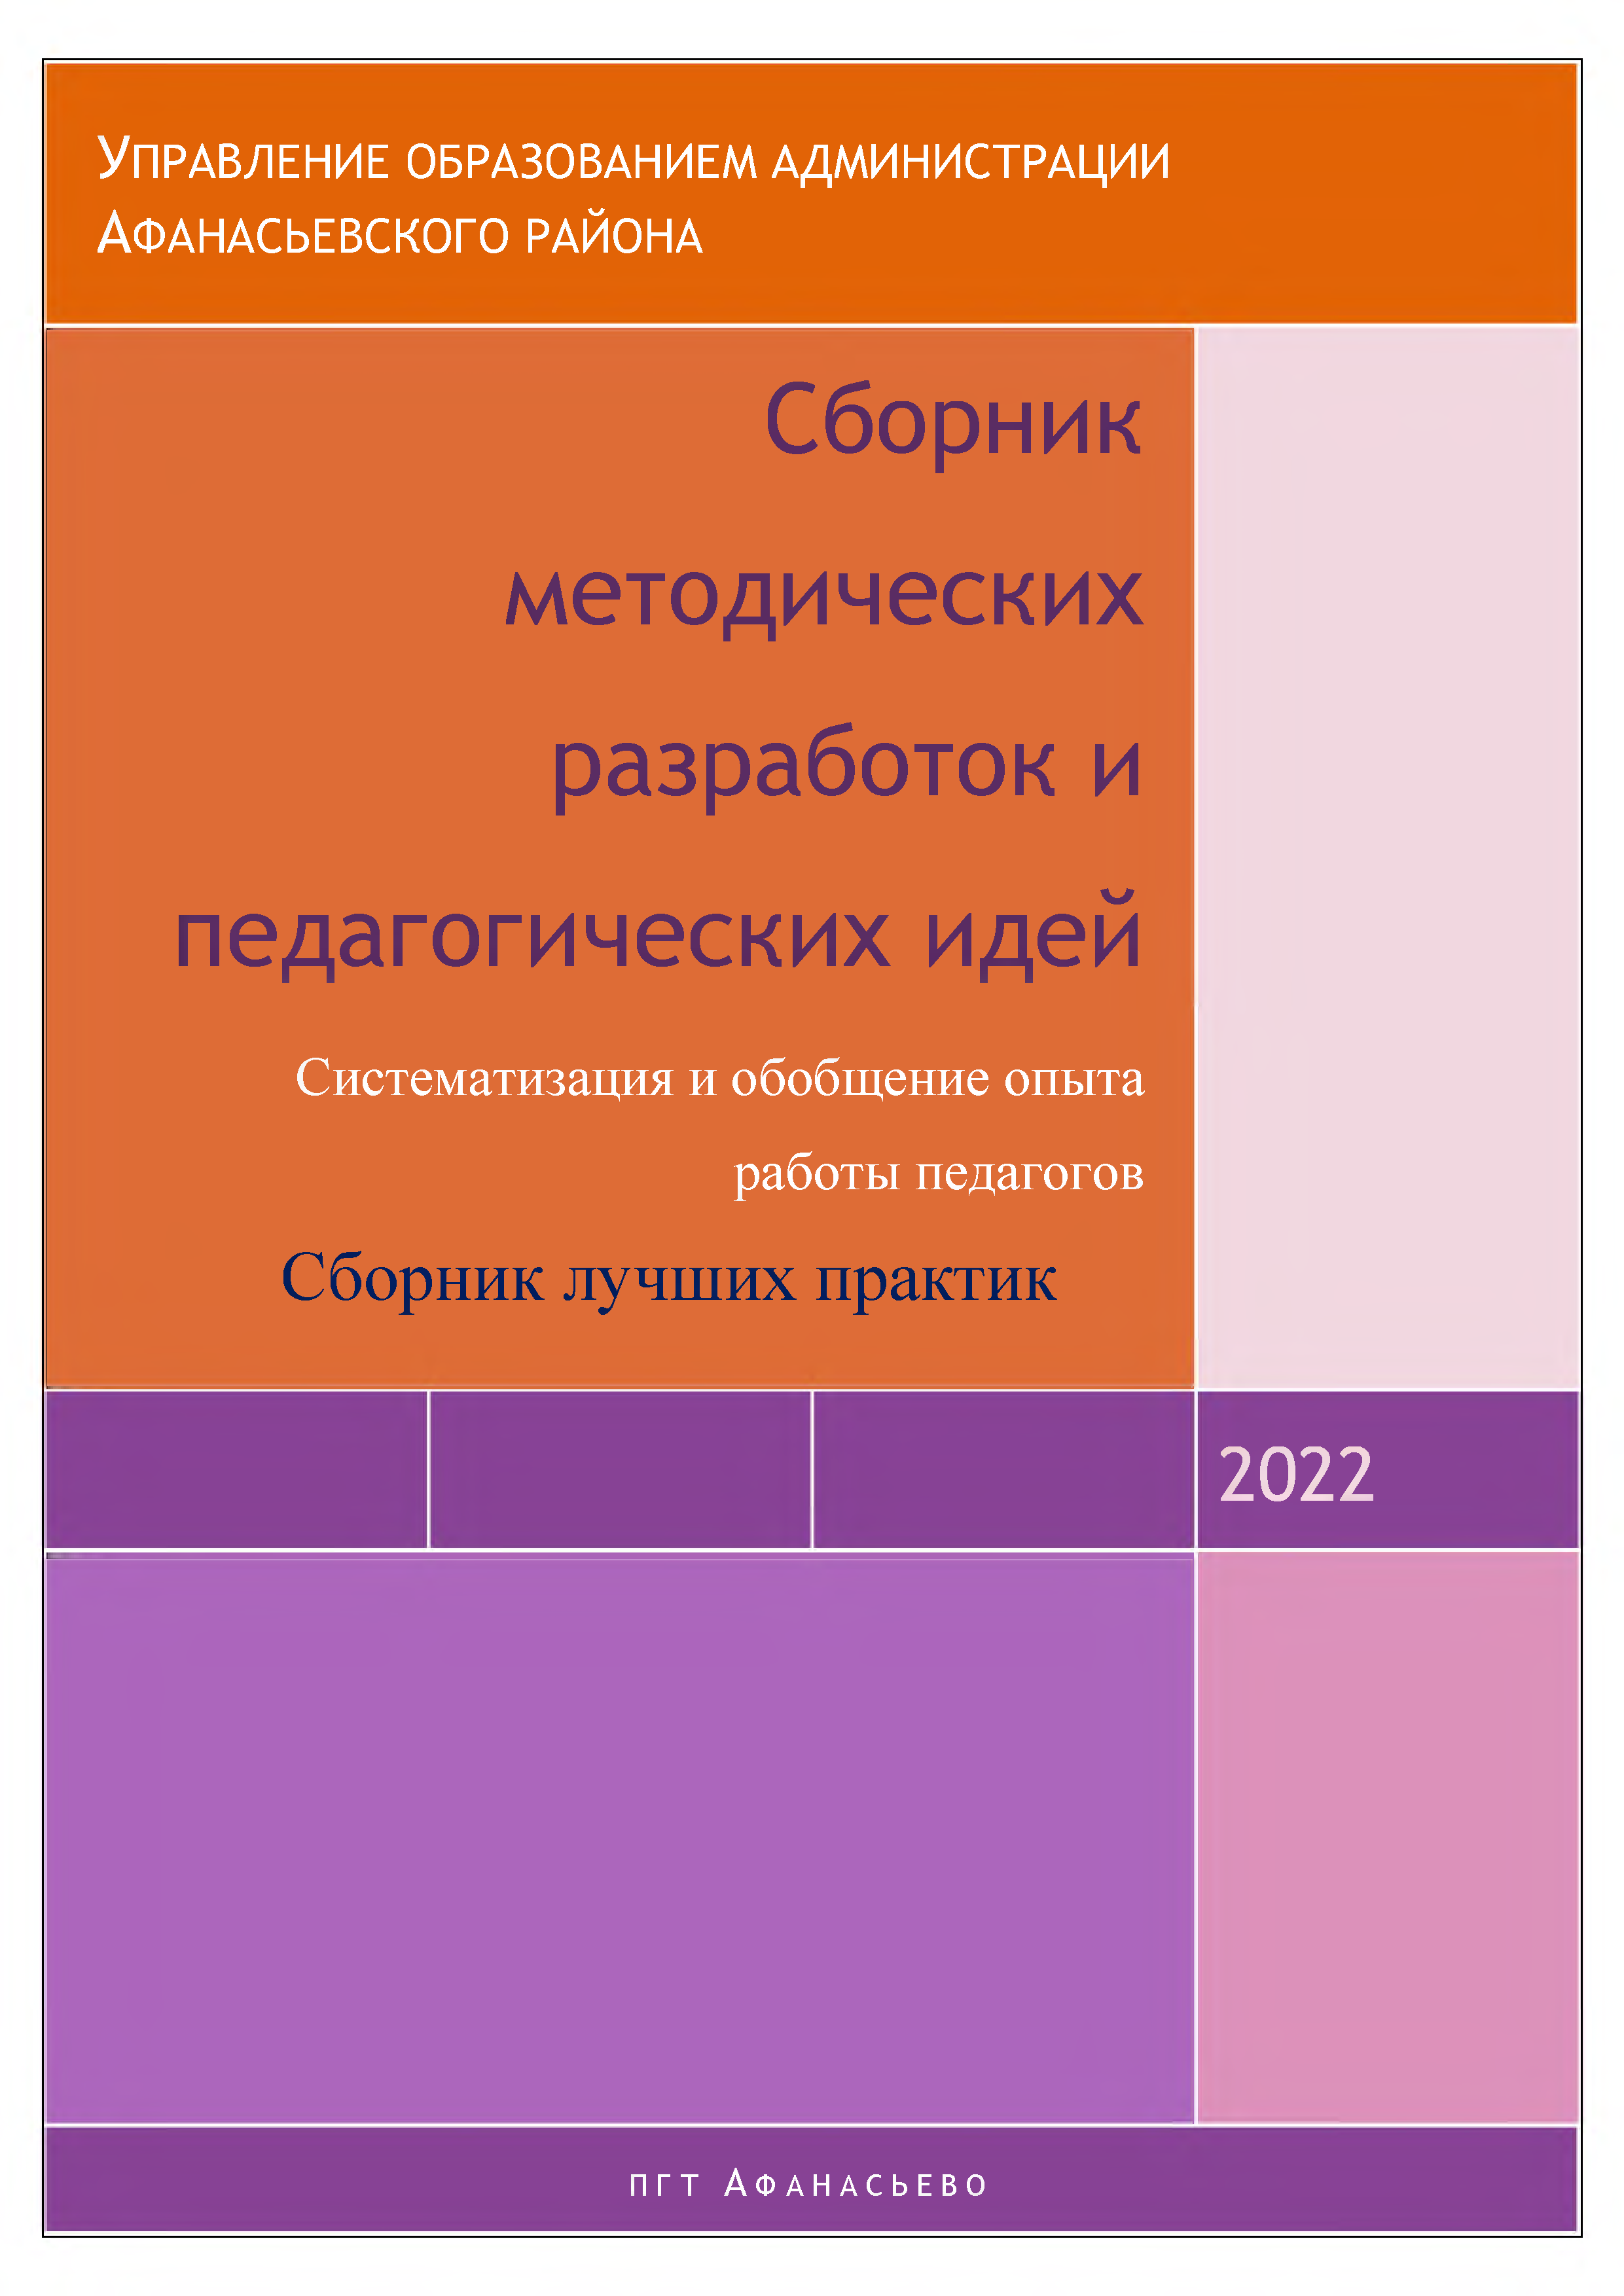 Управление образованием администрации
Афанасьевского района
Сборник
методических
разработок и
педагогических идей
Систематизация и обобщение опыта
работы педагогов
Сборник лучших практик
2022
пгт Афанасьево